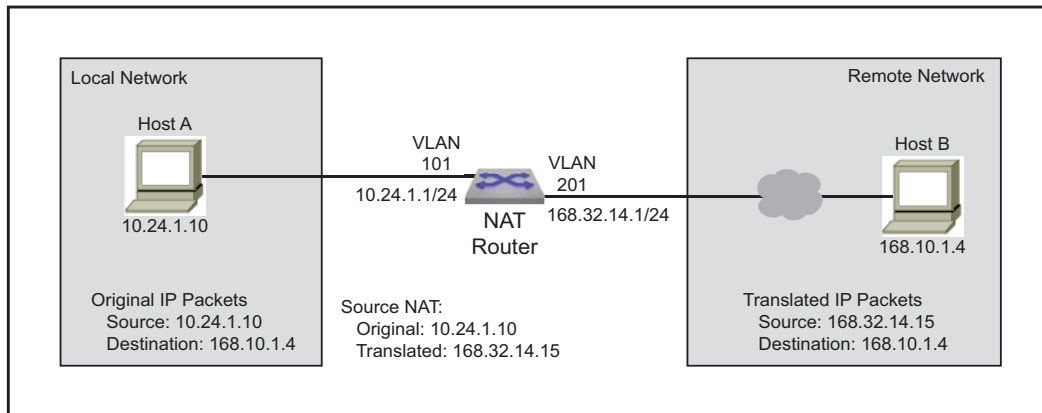 Local Network
Host A
10.24.1.10
Original IP Packets
Source: 10.24.1.10
Destination: 168.10.1.4
VLAN
101
10.24.1.1/24
NAT
Router
VLAN
201
168.32.14.1/24
Source NAT:
Original: 10.24.1.10
Translated: 168.32.14.15
Remote Network
Host B
168.10.1.4
Translated IP Packets
Source: 168.32.14.15
Destination: 168.10.1.4